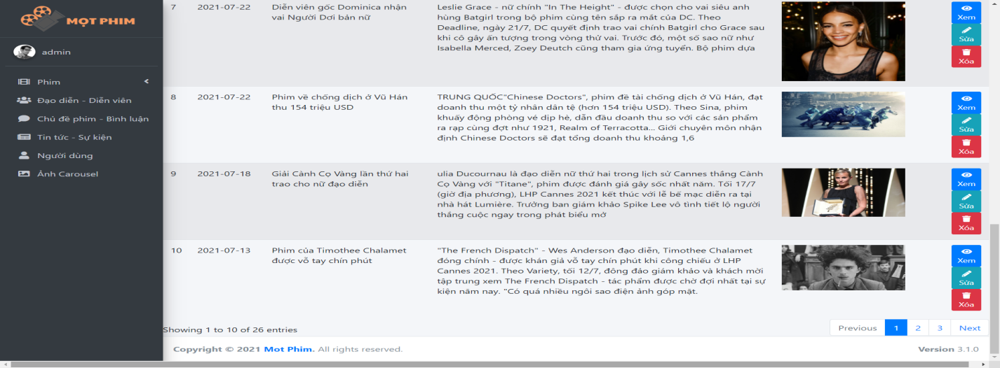 MỌT PHIM
admin
Phim
Đạo diễn - Diễn viên
Chủ đề phim - Bình luận
Tin tức - Sự kiện
Người dùng
Ảnh Carousel
7 2021-07-22 Diễn viên gốc Dominica nhận vai Người Dơi bản nữ
Leslie Grace - nữ chính "In The Height" - được chọn cho vai siêu anh
hùng Batgirl trong bộ phim cùng tên sắp ra mắt của DC. Theo
Deadline, ngày 21/7, DC quyết định trao vai chính Batgirl cho Grace sau
khi cô gây ấn tượng trong vòng thử vai. Trước đó, một số sao nữ như
Isabella Merced, Zoey Deutch cũng tham gia ứng tuyển. Bộ phim dựa
Xem
Sửa
Xóa
8 2021-07-22 Phim về chống dịch ở Vũ Hán
thu 154 triệu USD
TRUNG QUỐC"Chinese Doctors", phim đề tài chống dịch ở Vũ Hán, đạt
doanh thu một tỷ nhân dân tệ (hơn 154 triệu USD). Theo Sina, phim
khuấy động phòng vé dịp hè, dẫn đầu doanh thu so với các sản phẩm
ra rạp cùng đợt như 1921, Realm of Terracotta... Giới chuyên môn nhận
định Chinese Doctors sẽ đạt tổng doanh thu khoảng 1,6
Xem
Sửa
Xóa
9 2021-07-18 Giải Cành Cọ Vàng lần thứ hai
trao cho nữ đạo diễn
ulia Ducournau là đạo diễn nữ thứ hai trong lịch sử Cannes thắng Cành
Cọ Vàng với "Titane", phim được đánh giá gây sốc nhất năm. Tối 17/7
(giờ địa phương), LHP Cannes 2021 kết thúc với lễ bế mạc diễn ra tại
nhà hát Lumière. Trưởng ban giám khảo Spike Lee vô tình tiết lộ người
thắng cuộc ngay trong phát biểu mở
Xem
Sửa
Xóa
10 2021-07-13 Phim của Timothee Chalamet
được vỗ tay chín phút
"The French Dispatch" - Wes Anderson đạo diễn, Timothee Chalamet
đóng chính - được khán giả vỗ tay chín phút khi công chiếu ở LHP
Cannes 2021. Theo Variety, tối 12/7, đông đảo giám khảo và khách mời
tập trung xem The French Dispatch - tác phẩm được chờ đợi nhất tại sự
kiện năm nay. "Có quá nhiều ngôi sao điện ảnh góp mặt.
Xem
Sửa
Xóa
Showing 1 to 10 of 26 entries
Previous 1 2 3 Next
Copyright © 2021 Mot Phim. All rights reserved.
Version 3.1.0